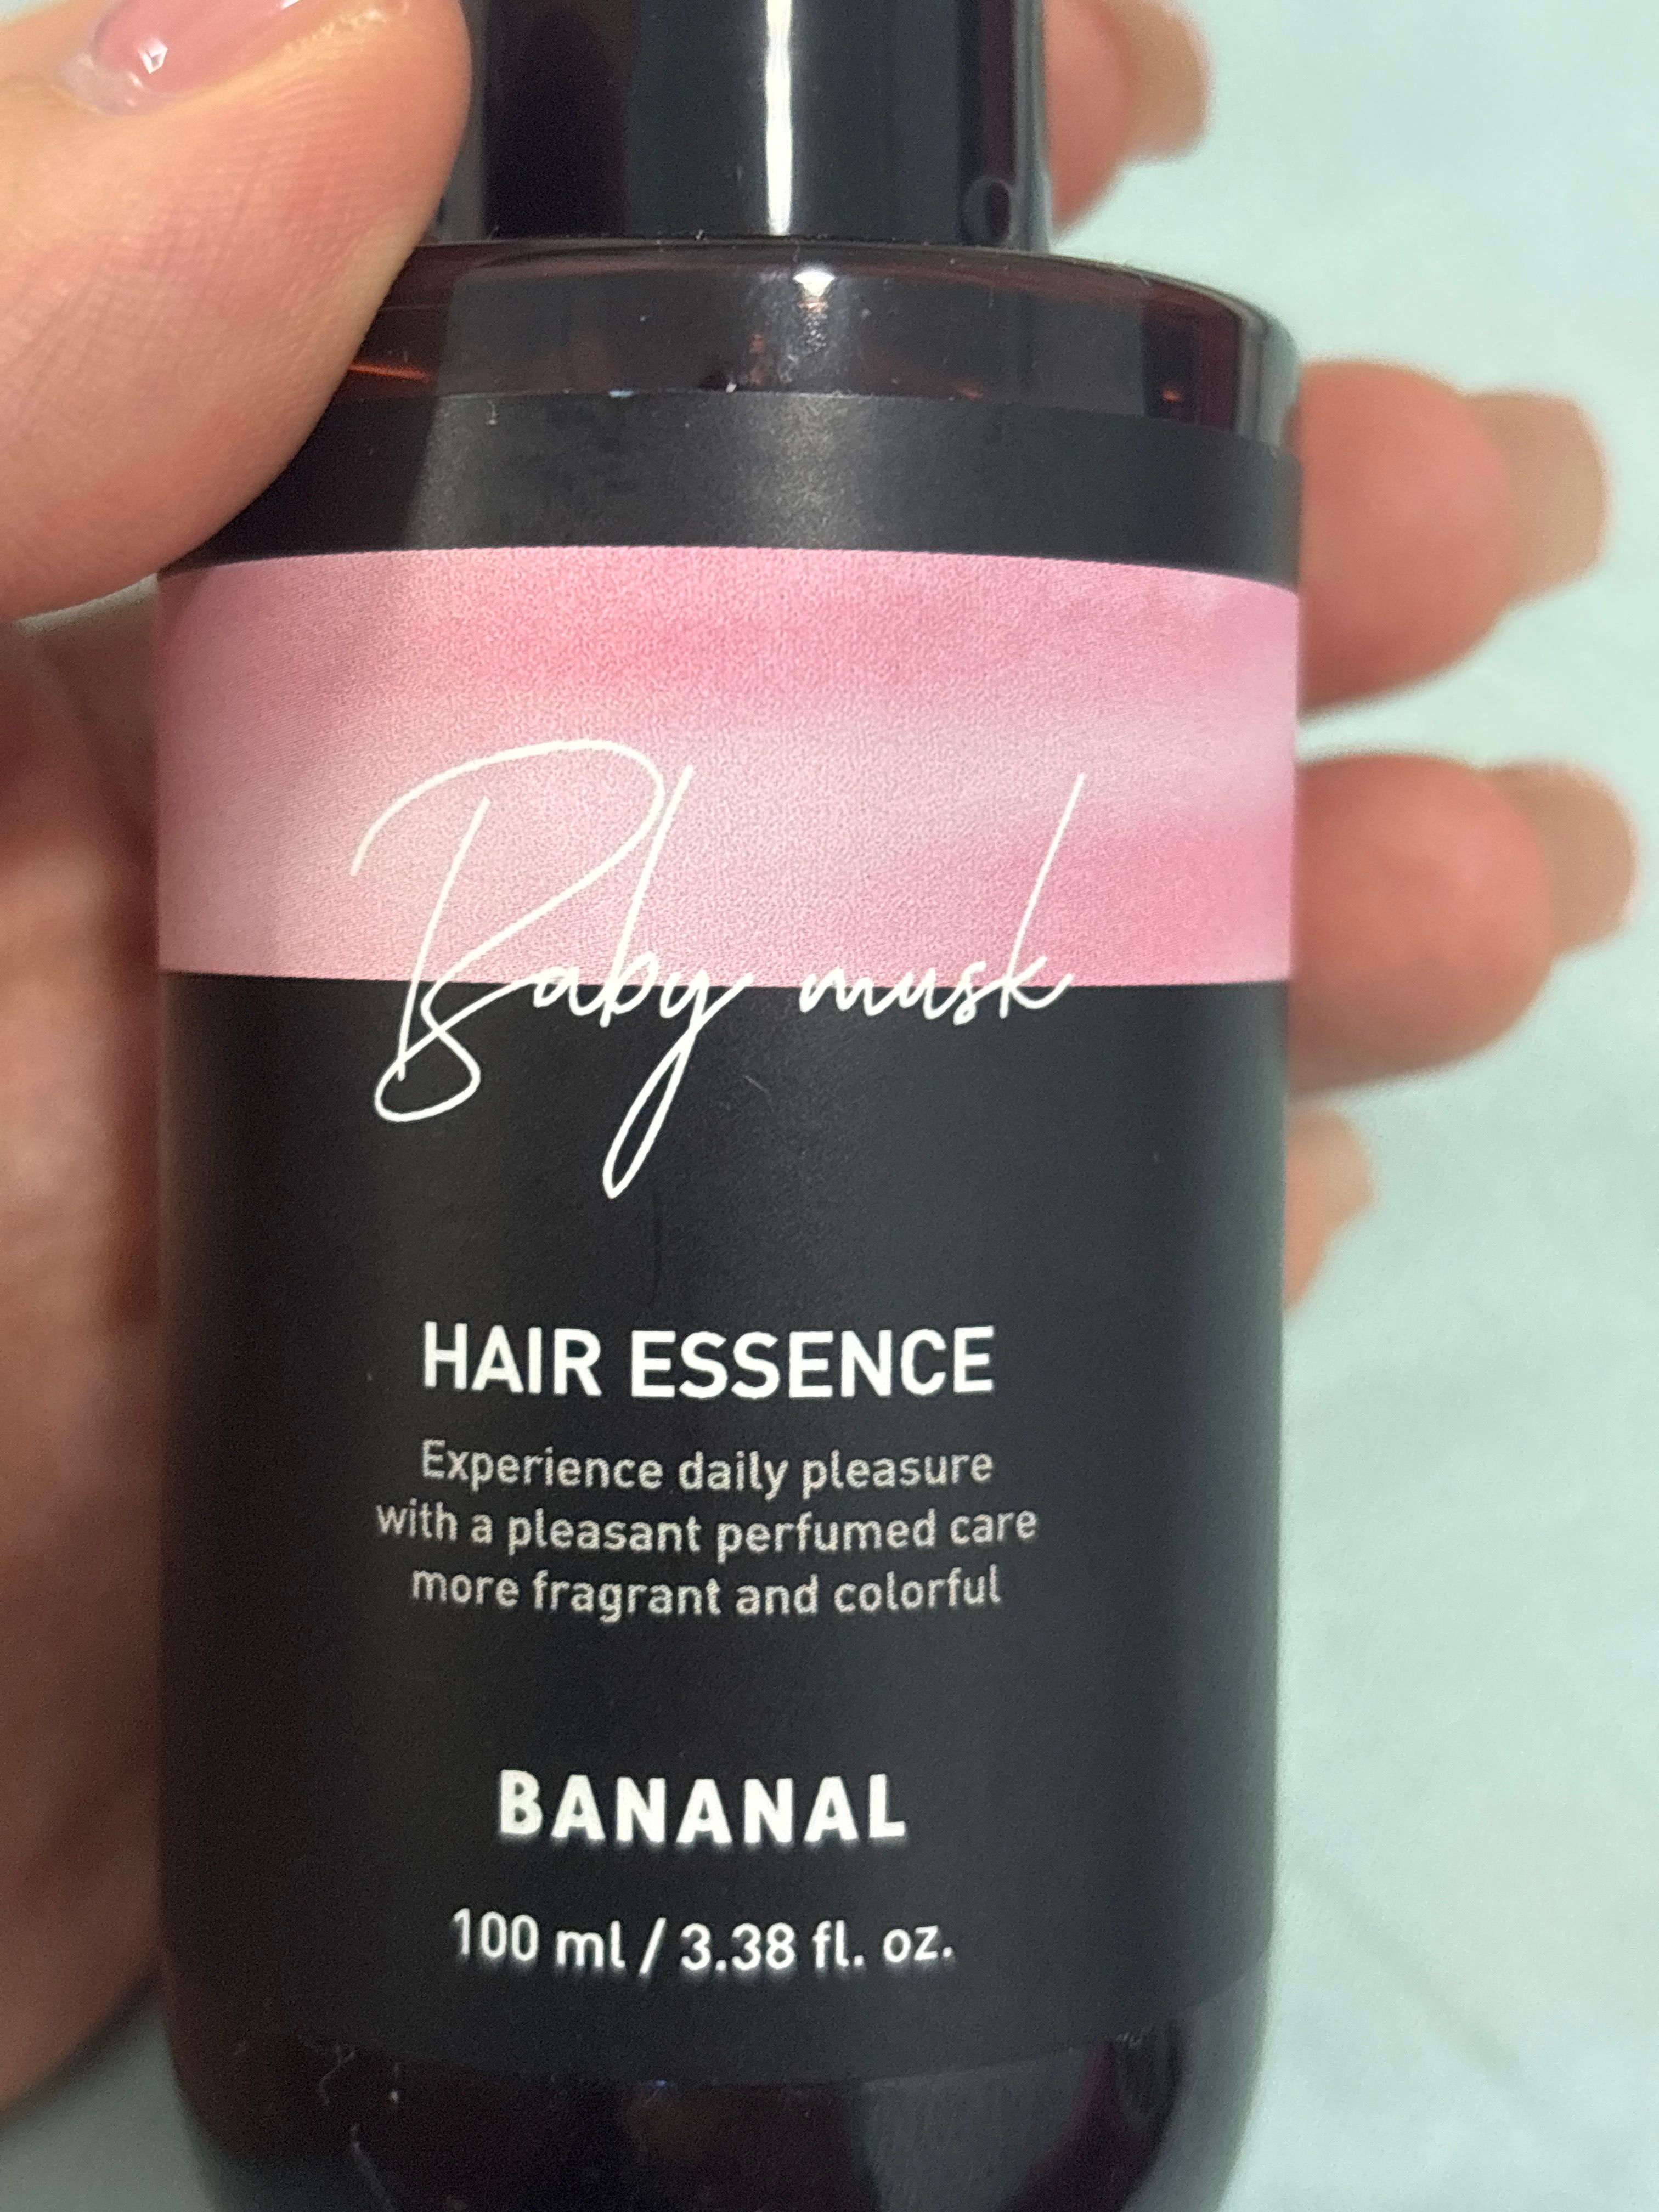 Baby musk
HAIR ESSENCE
Experience daily pleasure
with a pleasant perfumed care
more fragrant and colorful
BANANAL
100 ml / 3.38 fl. oz.